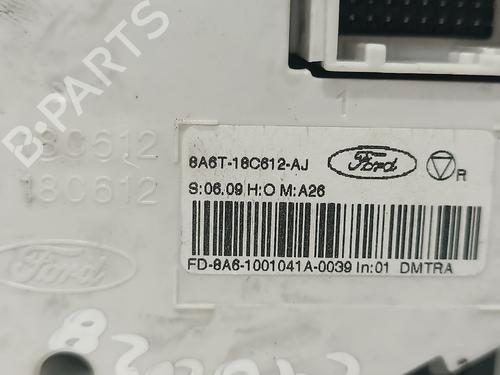 B-PARTS
1
18C612
18C612
8A6T-18C612-AJ
Ford
R
S:06.09 H:O M:A26
FD-8A6-1001041A-0039 In:01 DMTRA
Ford